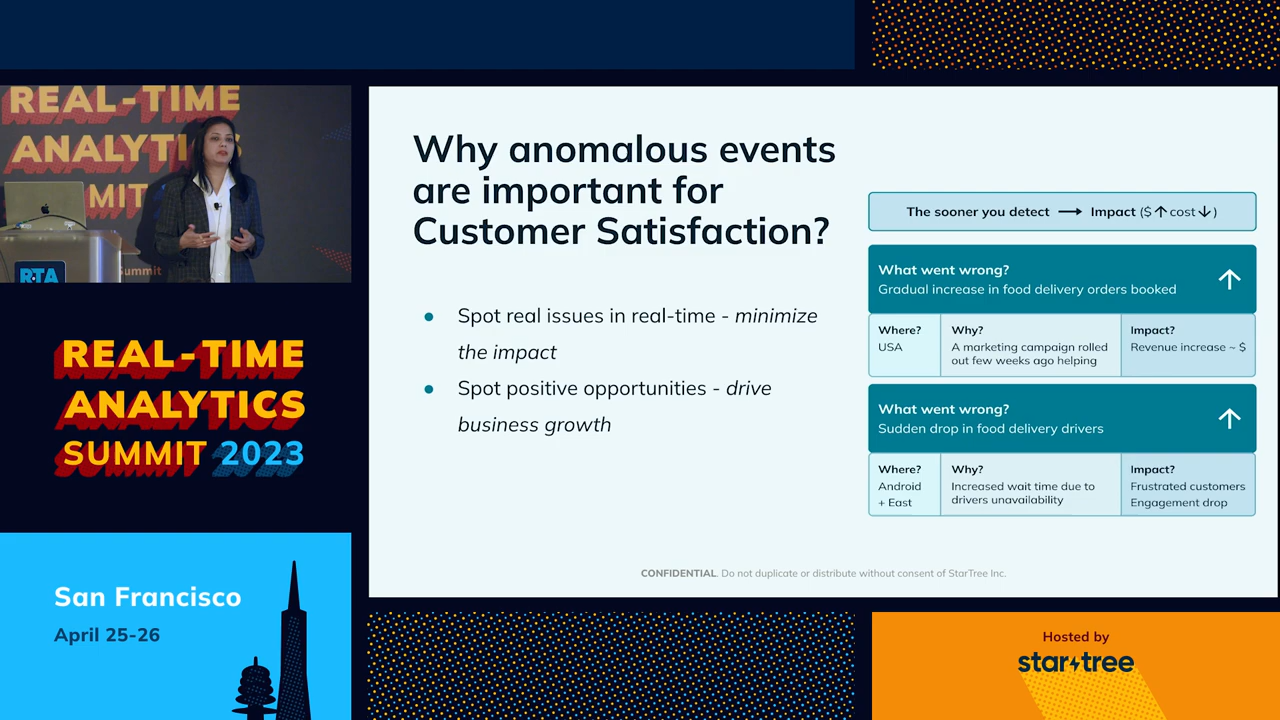 REAL-TIME
ANALYTI
MIT
RTA
Summit
REAL-TIME
ANALYTICS
SUMMIT 2023
San Francisco
April 25-26
Why anomalous events
are important for
Customer Satisfaction?
• Spot real issues in real-time - minimize
the impact
• Spot positive opportunities - drive
business growth
The sooner you detect → Impact ($ ↑ cost ↓)
What went wrong?
Gradual increase in food delivery orders booked
↑
Where?
USA
Why?
A marketing campaign rolled
out few weeks ago helping
Impact?
Revenue increase ~ $
What went wrong?
Sudden drop in food delivery drivers
↑
Where?
Android
+ East
Why?
Increased wait time due to
drivers unavailability
Impact?
Frustrated customers
Engagement drop
CONFIDENTIAL. Do not duplicate or distribute without consent of StarTree Inc.
Hosted by
startree